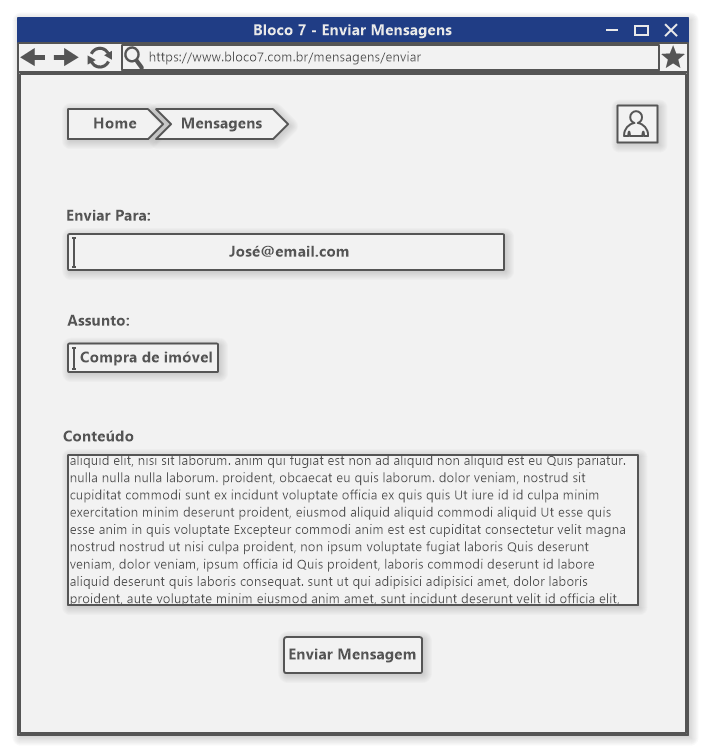 Bloco 7 - Enviar Mensagens
https://www.bloco7.com.br/mensagens/enviar
Home Mensagens
Enviar Para:
José@email.com
Assunto:
Compra de imóvel
Conteúdo
aliquid elit, nisi sit laborum. anim qui fugiat est non ad aliquid non aliquid est eu Quis pariatur.
nulla nulla nulla laborum. proident, obcaecat eu quis laborum. dolor veniam, nostrud sit
cupiditat commodi sunt ex incidunt voluptate officia ex quis quis Ut iure id id culpa minim
exercitation minim deserunt proident, eiusmod aliquid aliquid commodi aliquid Ut esse quis
esse anim in quis voluptate Excepteur commodi anim est est cupiditat consectetur velit magna
nostrud nostrud ut nisi culpa proident, non ipsum voluptate fugiat laboris Quis deserunt
veniam, dolor veniam, ipsum officia id Quis proident, laboris commodi deserunt id labore
aliquid deserunt quis laboris consequat. sunt ut qui adipisici adipisici amet, dolor laboris
proident, aute voluptate minim eiusmod anim amet, sunt incidunt deserunt velit id officia elit,
Enviar Mensagem